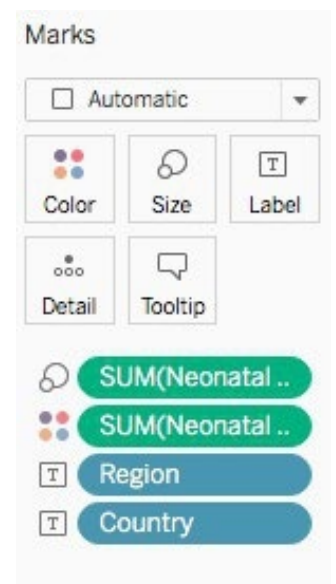 Marks
Automatic
Color Size Label
Detail Tooltip
SUM(Neonatal ..
SUM(Neonatal ..
T Region
T Country